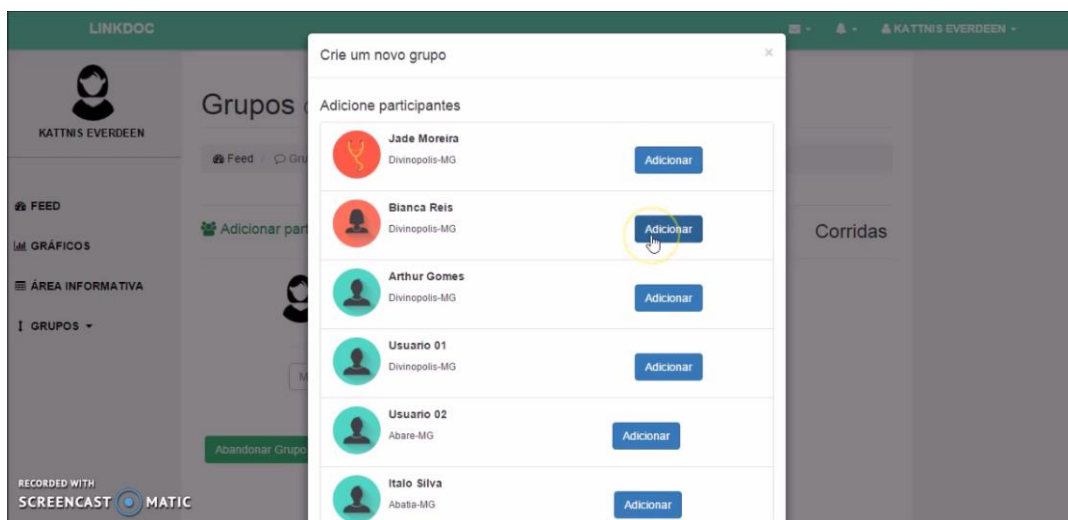 LINKDOC
KATTNIS EVERDEEN
KATTNIS EVERDEEN
FEED
GRÁFICOS
ÁREA INFORMATIVA
GRUPOS
Grupos
Feed / Gru
Adicionar part
Corridas
M
Abandonar Grupo
Crie um novo grupo
×
Adicione participantes
Jade Moreira
Divinopolis-MG
Adicionar
Bianca Reis
Divinopolis-MG
Adicionar
Arthur Gomes
Divinopolis-MG
Adicionar
Usuario 01
Divinopolis-MG
Adicionar
Usuario 02
Abare-MG
Adicionar
Italo Silva
Abatia-MG
Adicionar
RECORDED WITH
SCREENCAST MATIC